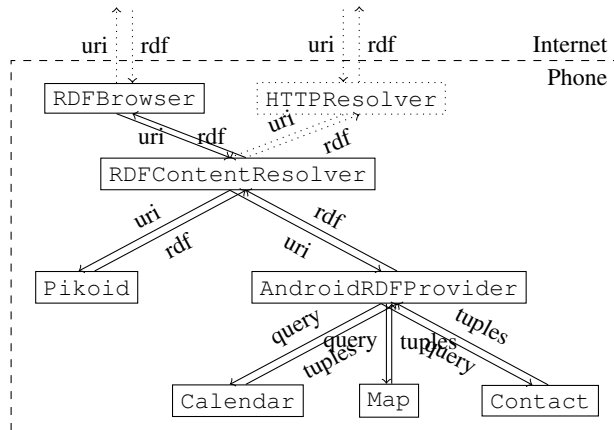 uri rdf uri rdf Internet
Phone
RDFBrowser HTTPResolver
uri rdf uri rdf
RDFContentResolver
uri rdf uri rdf
Pikoid AndroidRDFProvider
query tuples query tuples query tuples
Calendar Map Contact